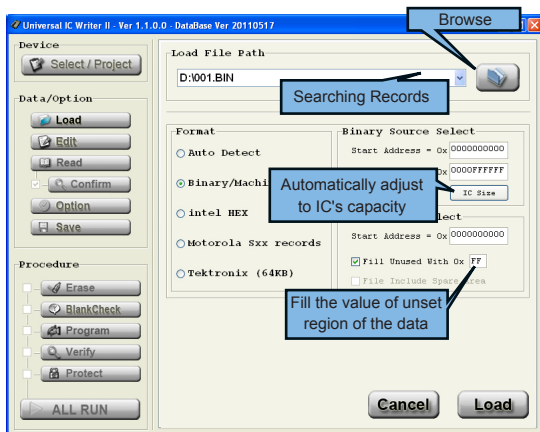 Universal IC Writer II - Ver 1.1.0.0 - DataBase Ver 20110517
Browse
Device
Select / Project
Load File Path
D:\001.BIN
Searching Records
Data/Option
Load
Edit
Read
Confirm
Option
Save
Format
Auto Detect
Binary/Machi
intel HEX
Motorola Sxx records
Tektronix (64KB)
Binary Source Select
Start Address = 0x 0000000000
0x 0000FFFFFF
IC Size
Automatically adjust
to IC's capacity
lect
Start Address = 0x 0000000000
Fill Unused With 0x FF
File Include Spare Area
Fill the value of unset
region of the data
Procedure
Erase
BlankCheck
Program
Verify
Protect
ALL RUN
Cancel
Load